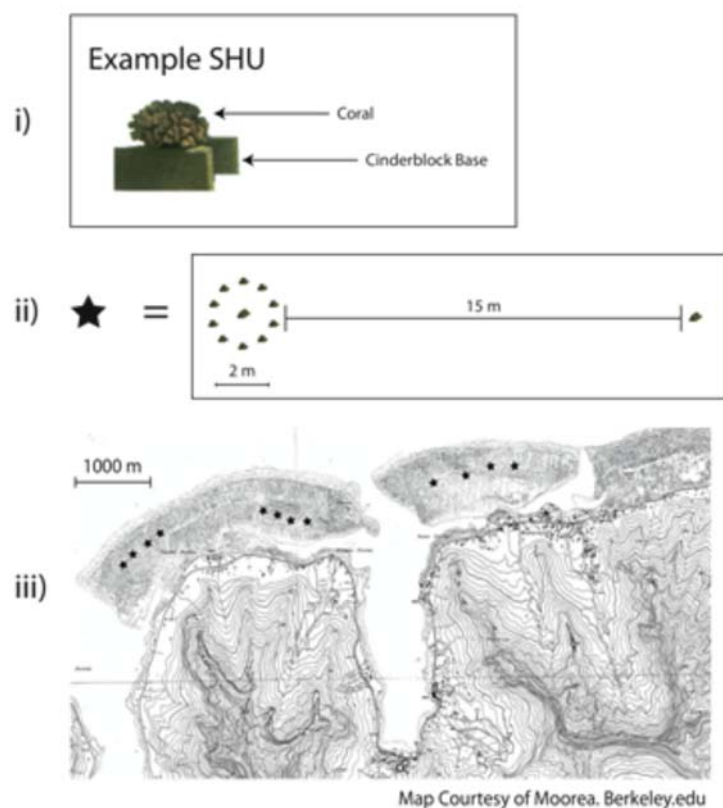 i)
Example SHU
Coral
Cinderblock Base
ii)
=
15 m
2 m
iii)
1000 m
Map Courtesy of Moorea. Berkeley.edu